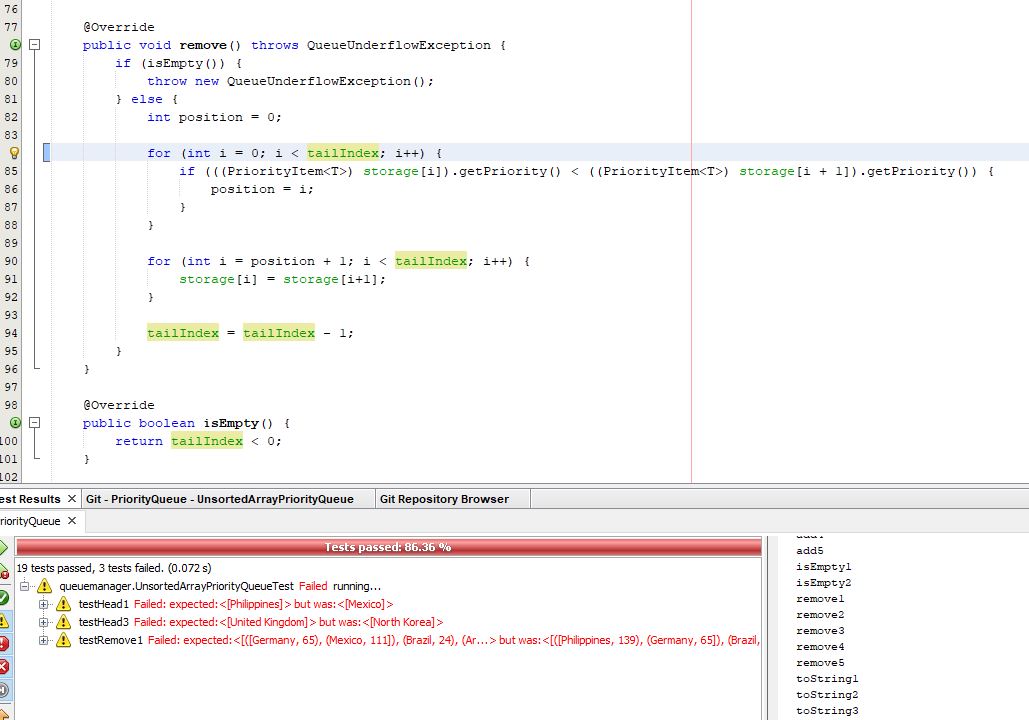 76
77 @Override
public void remove() throws QueueUnderflowException {
79 if (isEmpty()) {
80 throw new QueueUnderflowException();
81 } else {
82 int position = 0;
83
for (int i = 0; i < tailIndex; i++) {
85 if (((PriorityItem<T>) storage[i]).getPriority() < ((PriorityItem<T>) storage[i + 1]).getPriority()) {
86 position = i;
87 }
88 }
89
90 for (int i = position + 1; i < tailIndex; i++) {
91 storage[i] = storage[i+1];
92 }
93
94 tailIndex = tailIndex - 1;
95 }
96 }
97
98 @Override
public boolean isEmpty() {
100 return tailIndex < 0;
101 }
102
est Results Git - PriorityQueue - UnsortedArrayPriorityQueue Git Repository Browser
riorityQueue
Tests passed: 86.36 %
19 tests passed, 3 tests failed. (0.072 s)
queuemanager.UnsortedArrayPriorityQueueTest Failed running...
testHead1 Failed: expected:<[Philippines]> but was:<[Mexico]>
testHead3 Failed: expected:<[United Kingdom]> but was:<[North Korea]>
testRemove1 Failed: expected:<[([Germany, 65), (Mexico, 111]), (Brazil, 24), (Ar...> but was:<[([Philippines, 139), (Germany, 65]), (Brazil,
add5
isEmpty1
isEmpty2
remove1
remove2
remove3
remove4
remove5
toString1
toString2
toString3